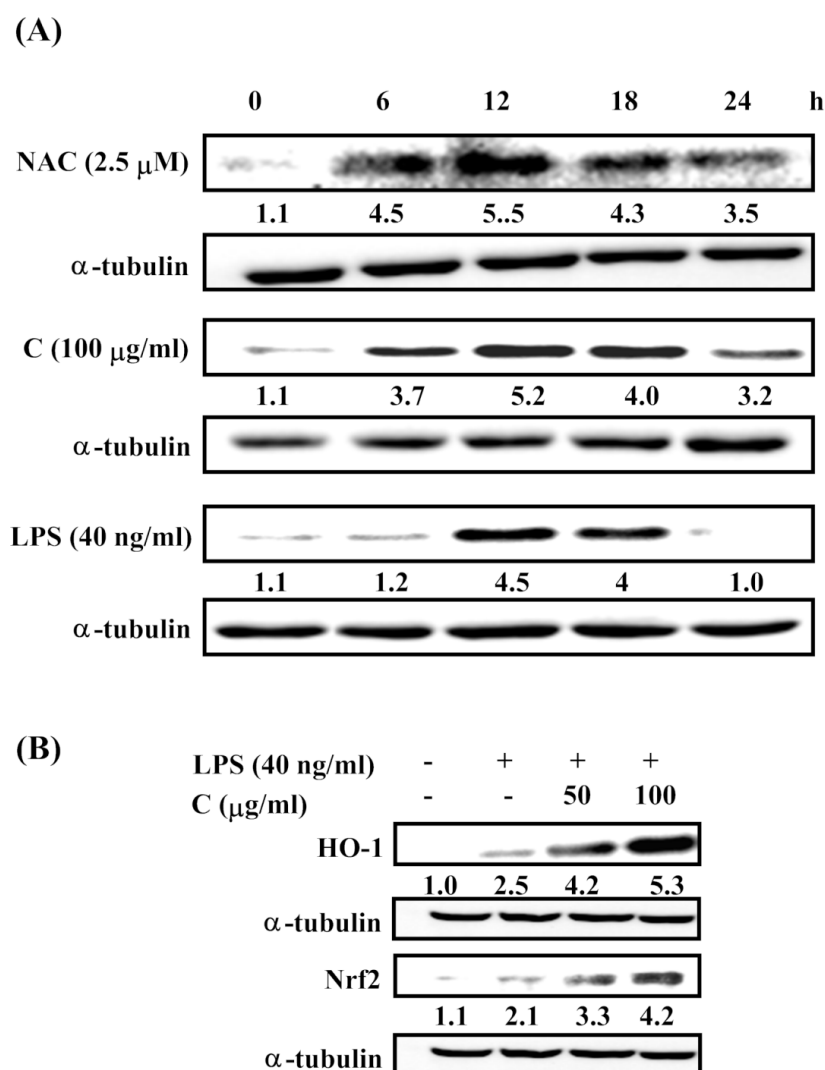 (A)
0 6 12 18 24 h
NAC (2.5 μM)
1.1 4.5 5..5 4.3 3.5
α-tubulin
C (100 μg/ml)
1.1 3.7 5.2 4.0 3.2
α-tubulin
LPS (40 ng/ml)
1.1 1.2 4.5 4 1.0
α-tubulin
(B)
LPS (40 ng/ml) - + + +
C (μg/ml) - - 50 100
HO-1
1.0 2.5 4.2 5.3
α-tubulin
Nrf2
1.1 2.1 3.3 4.2
α-tubulin